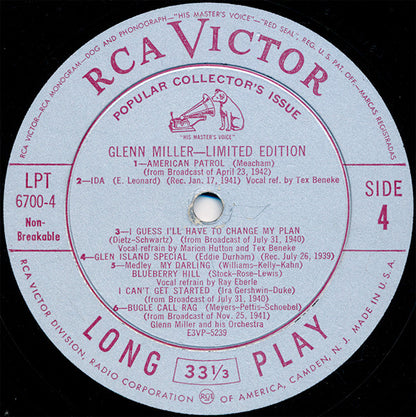 RCA VICTOR—RCA MONOGRAM—DOG AND PHONOGRAPH—"HIS MASTER'S VOICE"—"RED SEAL", REG. U. S. PAT. OFF.—MARCAS REGISTRADAS
RCA VICTOR
POPULAR COLLECTOR'S ISSUE
"HIS MASTER'S VOICE"
GLENN MILLER—LIMITED EDITION
1—AMERICAN PATROL (Meacham)
(from Broadcast of April 23, 1942)
2—IDA (E. Leonard) (Rec. Jan. 17, 1941) Vocal ref. by Tex Beneke
LPT
6700-4
Non-
Breakable
SIDE
4
3—I GUESS I'LL HAVE TO CHANGE MY PLAN
(Dietz-Schwartz) (from Broadcast of July 31, 1940)
Vocal refrain by Marion Hutton and Tex Beneke
4—GLEN ISLAND SPECIAL (Eddie Durham) (Rec. July 26, 1939)
5—Medley MY DARLING (Williams-Kelly-Kahn)
BLUEBERRY HILL (Stock-Rose-Lewis)
Vocal refrain by Ray Eberle
I CAN'T GET STARTED (Ira Gershwin-Duke)
(from Broadcast of July 31, 1940)
6—BUGLE CALL RAG (Meyers-Pettis-Schoebel)
(from Broadcast of Nov. 25, 1941)
Glenn Miller and his Orchestra
E3VP-5239
LONG 33⅓ PLAY
RCA VICTOR DIVISION, RADIO CORPORATION RCA OF AMERICA, CAMDEN, N. J. MADE IN U.S.A.